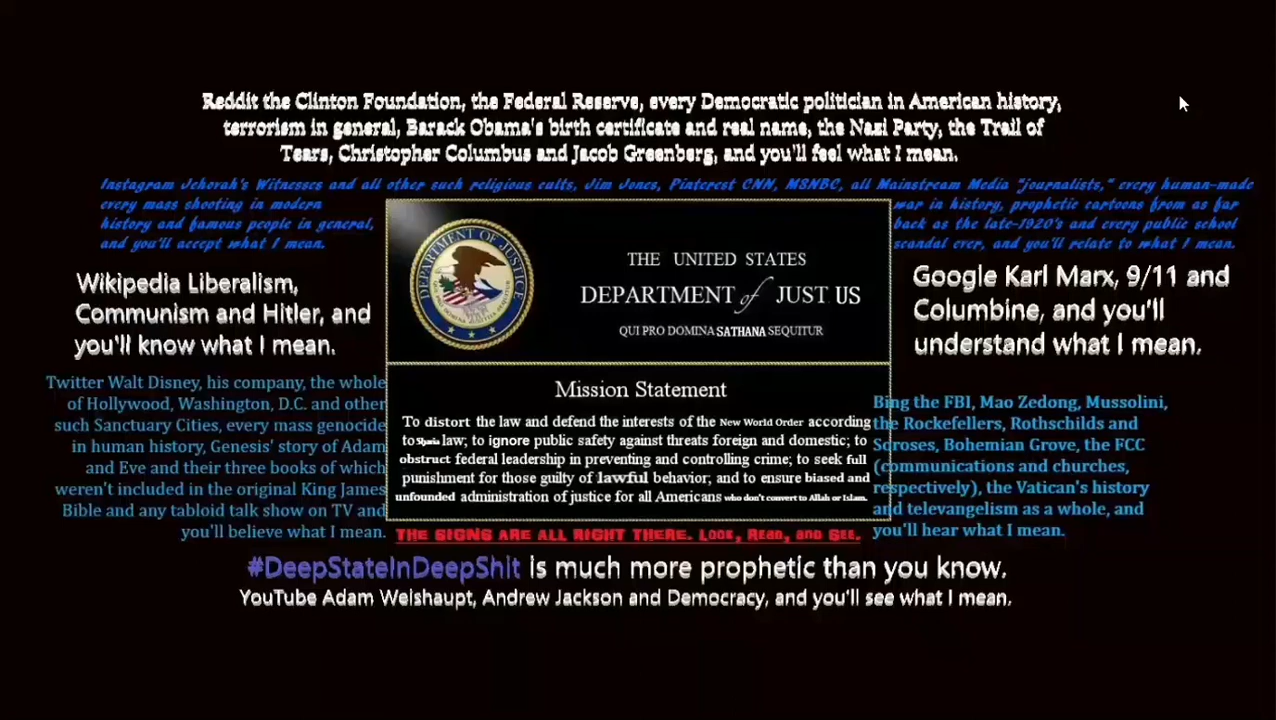 Reddit the Clinton Foundation, the Federal Reserve, every Democratic politician in American history,
terrorism in general, Barack Obama's birth certificate and real name, the Nazi Party, the Trail of
Tears, Christopher Columbus and Jacob Greenberg, and you'll feel what I mean.
Instagram Jehovah's Witnesses and all other such religious cults, Jim Jones, Pinterest CNN, MSNBC, all Mainstream Media "journalists," every human-made
every mass shooting in modern
history and famous people in general,
and you'll accept what I mean.
war in history, prophetic cartoons from as far
back as the late-1920's and every public school
scandal ever, and you'll relate to what I mean.
Wikipedia Liberalism,
Communism and Hitler, and
you'll know what I mean.
DEPARTMENT OF JUSTICE
QUI PRO DOMINA JUSTITIA SEQUITUR
THE UNITED STATES
DEPARTMENT of JUST US
QUI PRO DOMINA SATHANA SEQUITUR
Google Karl Marx, 9/11 and
Columbine, and you'll
understand what I mean.
Twitter Walt Disney, his company, the whole
of Hollywood, Washington, D.C. and other
such Sanctuary Cities, every mass genocide
in human history, Genesis' story of Adam
and Eve and their three books of which
weren't included in the original King James
Bible and any tabloid talk show on TV and
you'll believe what I mean.
Mission Statement
To distort the law and defend the interests of the New World Order according
to Sharia law; to ignore public safety against threats foreign and domestic; to
obstruct federal leadership in preventing and controlling crime; to seek full
punishment for those guilty of lawful behavior; and to ensure biased and
unfounded administration of justice for all Americans who don't convert to Allah or Islam.
Bing the FBI, Mao Zedong, Mussolini,
the Rockefellers, Rothschilds and
Soroses, Bohemian Grove, the FCC
(communications and churches,
respectively), the Vatican's history
and televangelism as a whole, and
you'll hear what I mean.
THE SIGNS ARE ALL RIGHT THERE. LOOK, READ, AND SEE.
#DeepStateInDeepShit is much more prophetic than you know.
YouTube Adam Weishaupt, Andrew Jackson and Democracy, and you'll see what I mean.